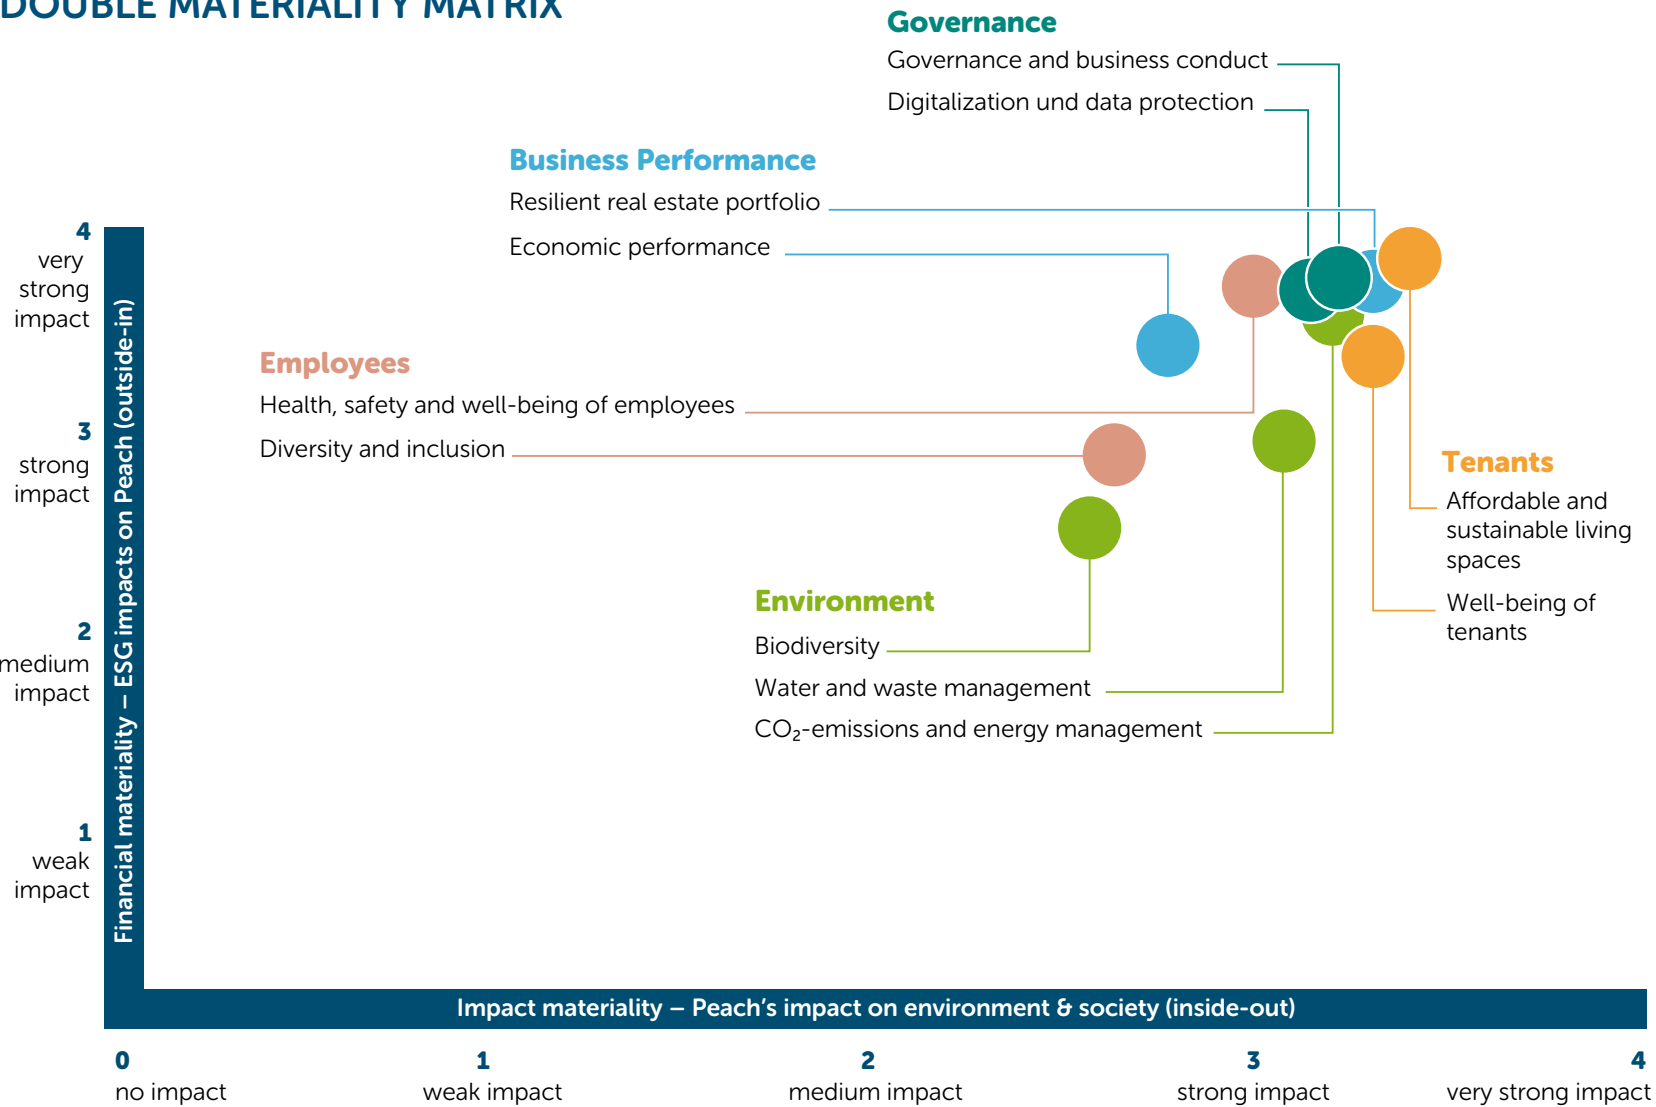 DOUBLE MATERIALITY MATRIX
Governance
Governance and business conduct
Digitalization und data protection
Business Performance
Resilient real estate portfolio
Economic performance
Employees
Health, safety and well-being of employees
Diversity and inclusion
Tenants
Affordable and
sustainable living
spaces
Well-being of
tenants
Environment
Biodiversity
Water and waste management
CO₂-emissions and energy management
4
very
strong
impact
3
strong
impact
2
medium
impact
1
weak
impact
Financial materiality – ESG impacts on Peach (outside-in)
Impact materiality – Peach’s impact on environment & society (inside-out)
0 1 2 3 4
no impact weak impact medium impact strong impact very strong impact